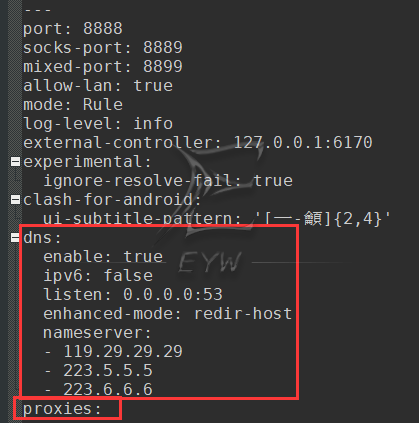 ---
port: 8888
socks-port: 8889
mixed-port: 8899
allow-lan: true
mode: Rule
log-level: info
external-controller: 127.0.0.1:6170
experimental:
  ignore-resolve-fail: true
clash-for-android:
  ui-subtitle-pattern: '[一-龥]{2,4}'
dns:
  enable: true
  ipv6: false
  listen: 0.0.0.0:53
  enhanced-mode: redir-host
  nameserver:
  - 119.29.29.29
  - 223.5.5.5
  - 223.6.6.6
proxies:
EYW